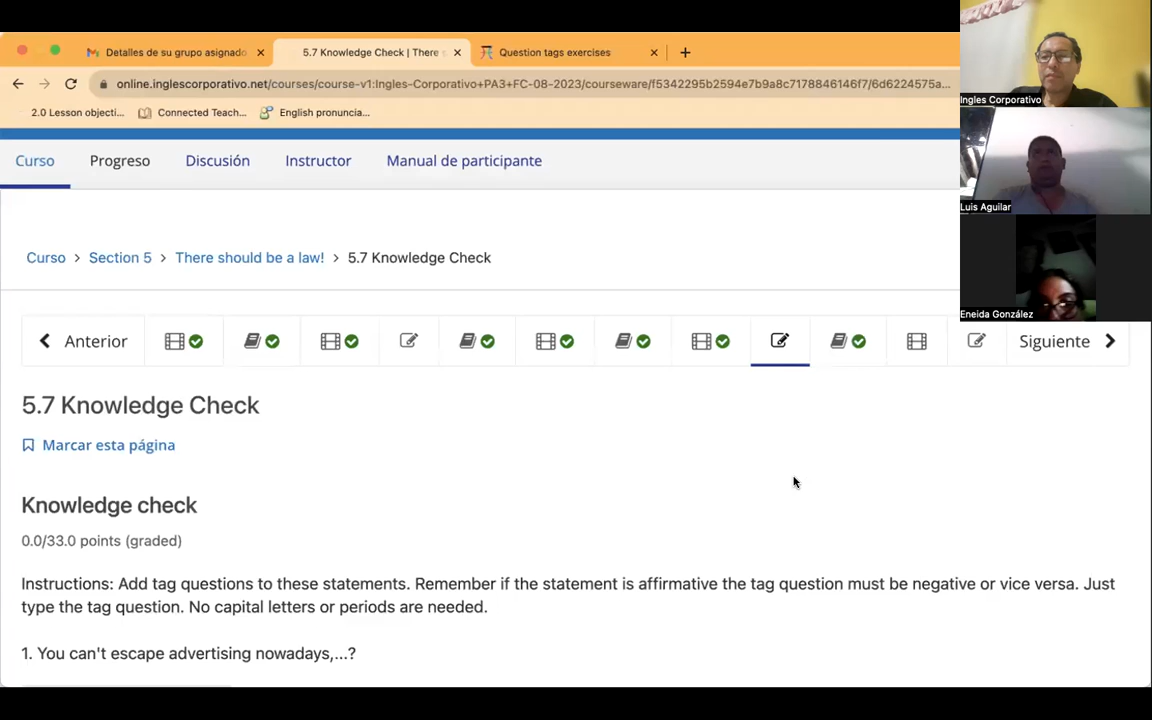 Detalles de su grupo asignado
5.7 Knowledge Check | There s
Question tags exercises
online.inglescorporativo.net/courses/course-v1:Ingles-Corporativo+PA3+FC-08-2023/courseware/f5342295b2594e7b9a8c7178846146f7/6d6224575a...
2.0 Lesson objecti...
Connected Teach...
English pronuncia...
Ingles Corporativo
Luis Aguilar
Eneida González
Curso
Progreso
Discusión
Instructor
Manual de participante
Curso > Section 5 > There should be a law! > 5.7 Knowledge Check
Anterior
Siguiente
5.7 Knowledge Check
Marcar esta página
Knowledge check
0.0/33.0 points (graded)
Instructions: Add tag questions to these statements. Remember if the statement is affirmative the tag question must be negative or vice versa. Just
type the tag question. No capital letters or periods are needed.
1. You can't escape advertising nowadays,...?